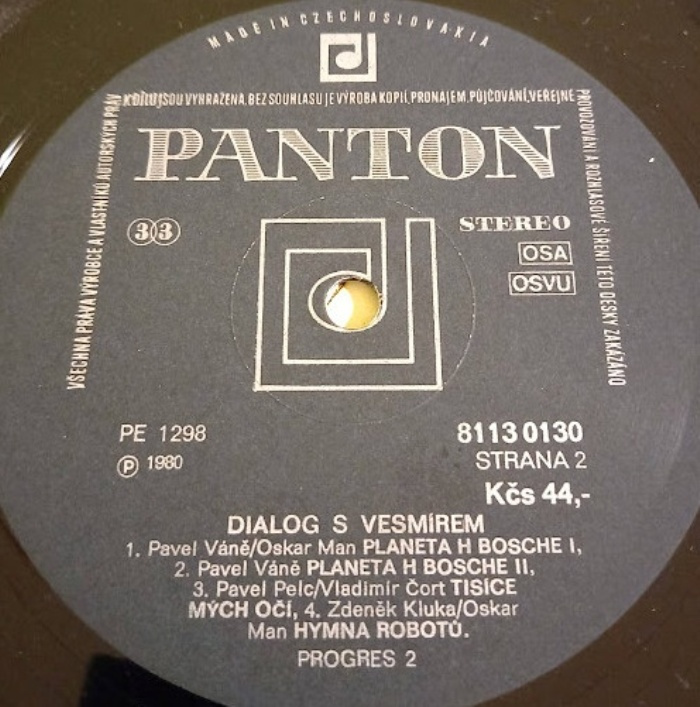 MADE IN CZECHOSLOVAKIA
VŠECHNA PRÁVA VÝROBCE A VLASTNÍKŮ AUTORSKÝCH PRÁV
K DÍLU JSOU VYHRAZENA. BEZ SOUHLASU JE VÝROBA KOPIÍ, PRONÁJEM, PŮJČOVÁNÍ, VEŘEJNÉ
PROVOZOVÁNÍ A ROZHLASOVÉ ŠÍŘENÍ TÉTO DESKY ZAKÁZÁNO
PANTON
33
STEREO
OSA
OSVU
PE 1298
8113 0130
Ⓟ 1980
STRANA 2
Kčs 44,-
DIALOG S VESMÍREM
1. Pavel Váně/Oskar Man PLANETA H BOSCHE I,
2. Pavel Váně PLANETA H BOSCHE II,
3. Pavel Pelc/Vladimír Čort TISÍCE
MÝCH OČÍ, 4. Zdeněk Kluka/Oskar
Man HYMNA ROBOTŮ.
PROGRES 2